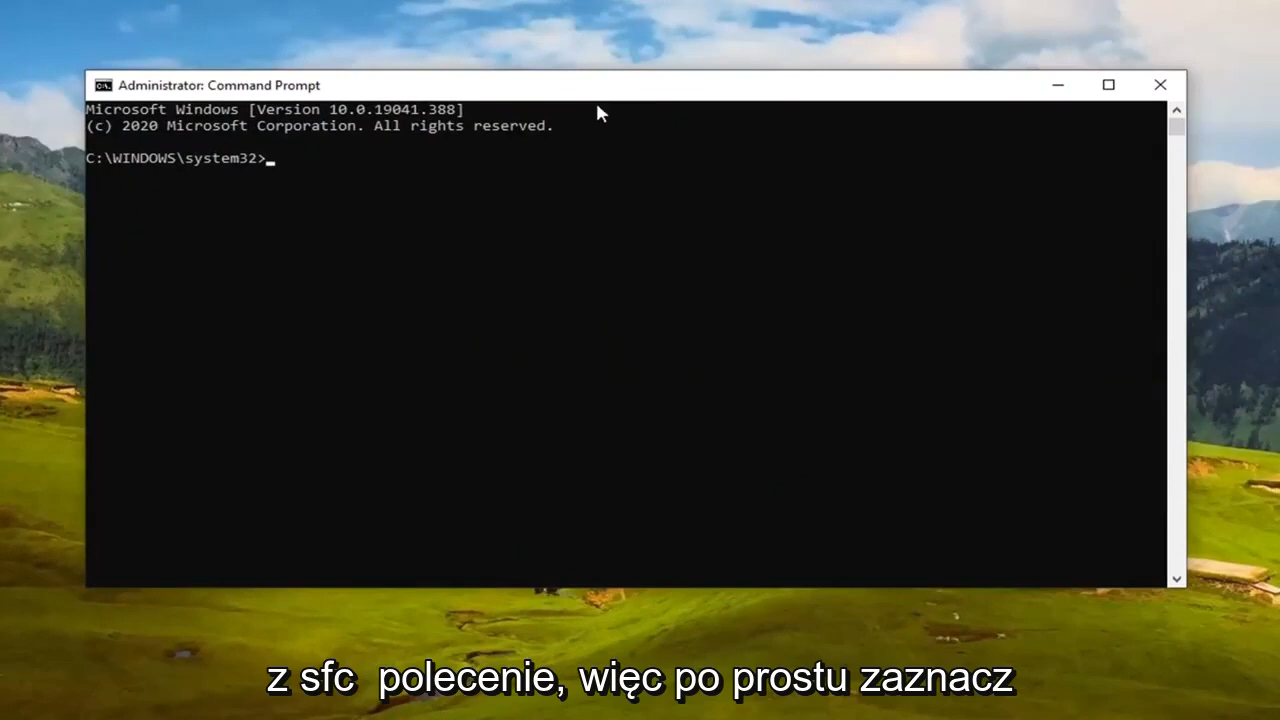 Administrator: Command Prompt
Microsoft Windows [Version 10.0.19041.388]
(c) 2020 Microsoft Corporation. All rights reserved.
C:\WINDOWS\system32>
z sfc  polecenie, więc po prostu zaznacz